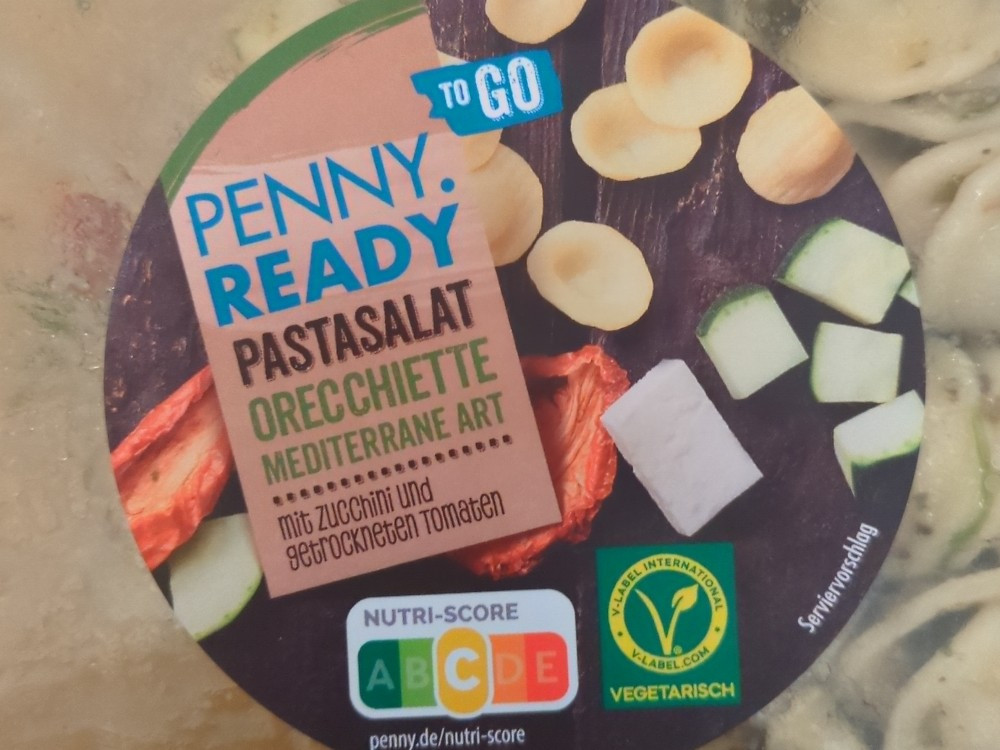 TO GO
PENNY.
READY
PASTASALAT
ORECCHIETTE
MEDITERRANE ART
mit zucchini und
getrockneten Tomaten
Serviervorschlag
NUTRI-SCORE
A B C D E
penny.de/nutri-score
V-LABEL INTERNATIONAL
V-LABEL.COM
VEGETARISCH